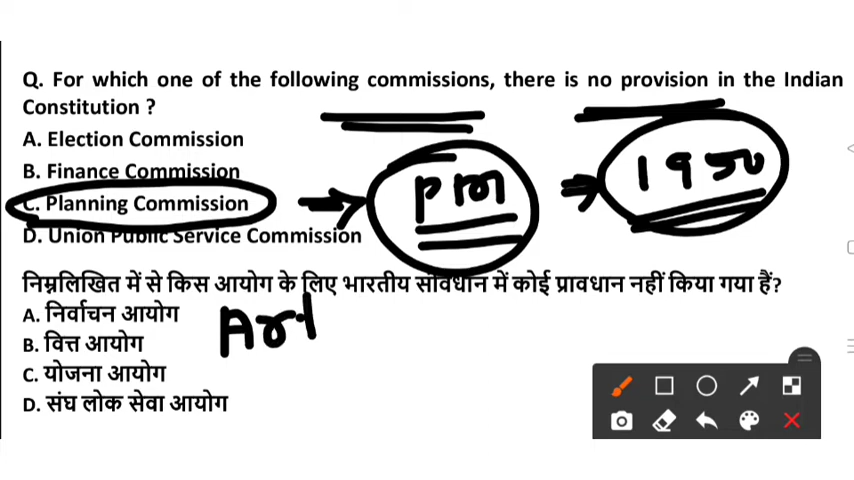 Q. For which one of the following commissions, there is no provision in the Indian
Constitution ?
A. Election Commission
B. Finance Commission
C. Planning Commission
D. Union Public Service Commission
PM
1950
निम्नलिखित में से किस आयोग के लिए भारतीय संविधान में कोई प्रावधान नहीं किया गया हैं?
A. निर्वाचन आयोग
Art
B. वित्त आयोग
C. योजना आयोग
D. संघ लोक सेवा आयोग